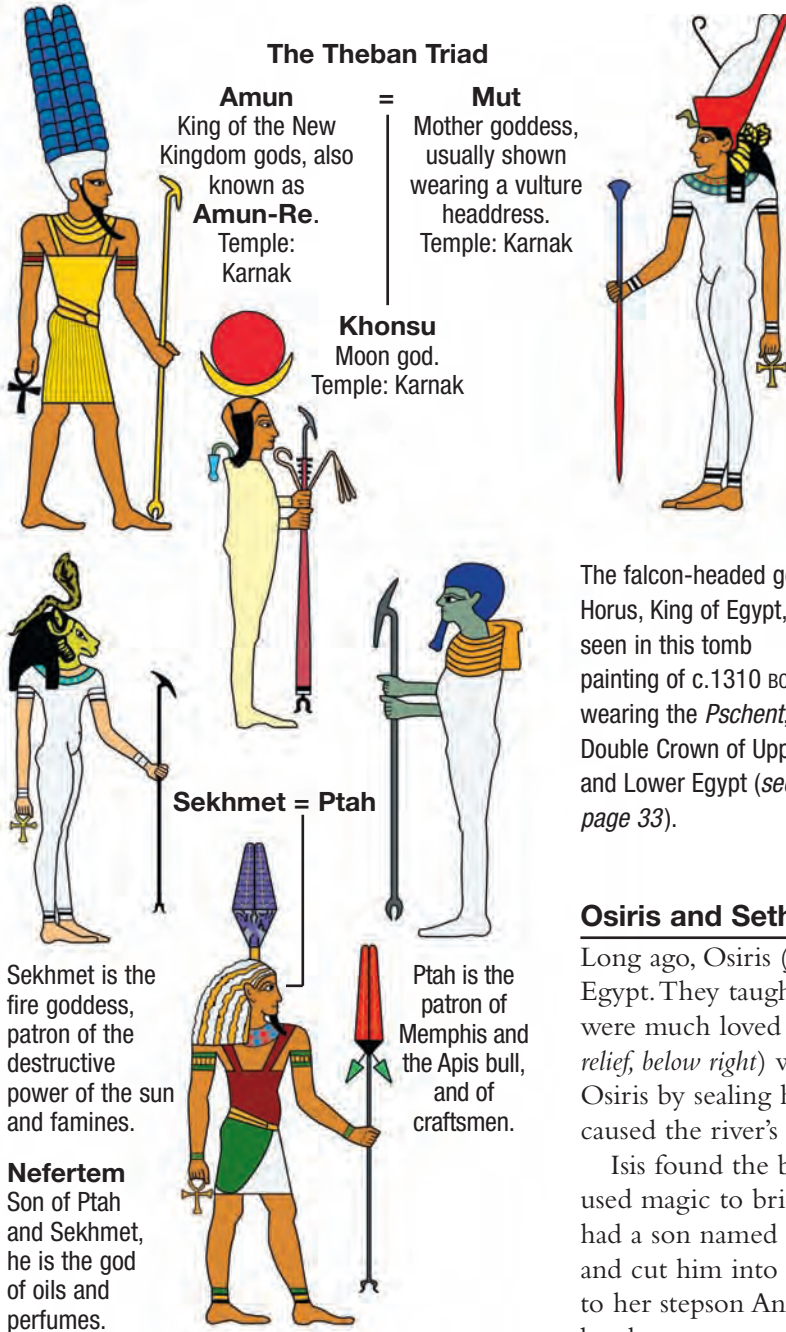 The Theban Triad
Amun
King of the New
Kingdom gods, also
known as
Amun-Re.
Temple:
Karnak
=
Mut
Mother goddess,
usually shown
wearing a vulture
headdress.
Temple: Karnak
Khonsu
Moon god.
Temple: Karnak
Sekhmet = Ptah
Sekhmet is the
fire goddess,
patron of the
destructive
power of the sun
and famines.
Ptah is the
patron of
Memphis and
the Apis bull,
and of
craftsmen.
Nefertem
Son of Ptah
and Sekhmet,
he is the god
of oils and
perfumes.
The falcon-headed
Horus, King of Egypt,
seen in this tomb
painting of c.1310
wearing the Pschent,
Double Crown of
and Lower Egypt (
page 33).
Osiris and Seth
Long ago, Osiris (
Egypt. They
were much loved
relief, below right)
Osiris by sealing
caused the river's
Isis found the
used magic to
had a son named
and cut him into
to her stepson